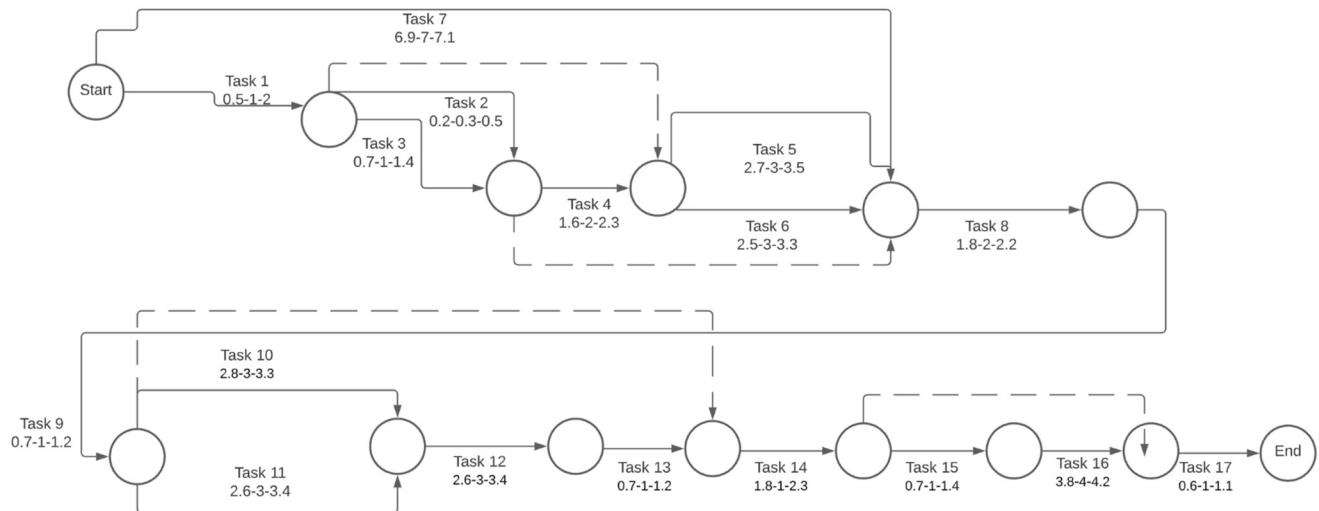 Task 7
6.9-7-7.1
Start
Task 1
0.5-1-2
Task 2
0.2-0.3-0.5
Task 3
0.7-1-1.4
Task 4
1.6-2-2.3
Task 5
2.7-3-3.5
Task 6
2.5-3-3.3
Task 8
1.8-2-2.2
Task 9
0.7-1-1.2
Task 10
2.8-3-3.3
Task 11
2.6-3-3.4
Task 12
2.6-3-3.4
Task 13
0.7-1-1.2
Task 14
1.8-1-2.3
Task 15
0.7-1-1.4
Task 16
3.8-4-4.2
Task 17
0.6-1-1.1
End